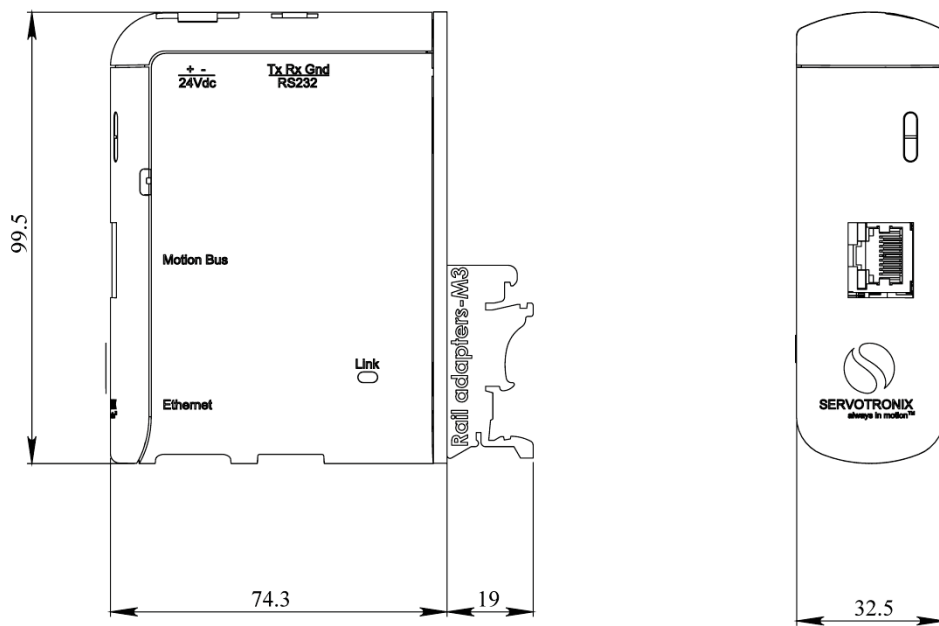 + -
24Vdc
Tx Rx Gnd
RS232
99.5
Motion Bus
Rail adapters-M3
Link
Ethernet
SERVOTRONIX
always in motion™
74.3
19
32.5